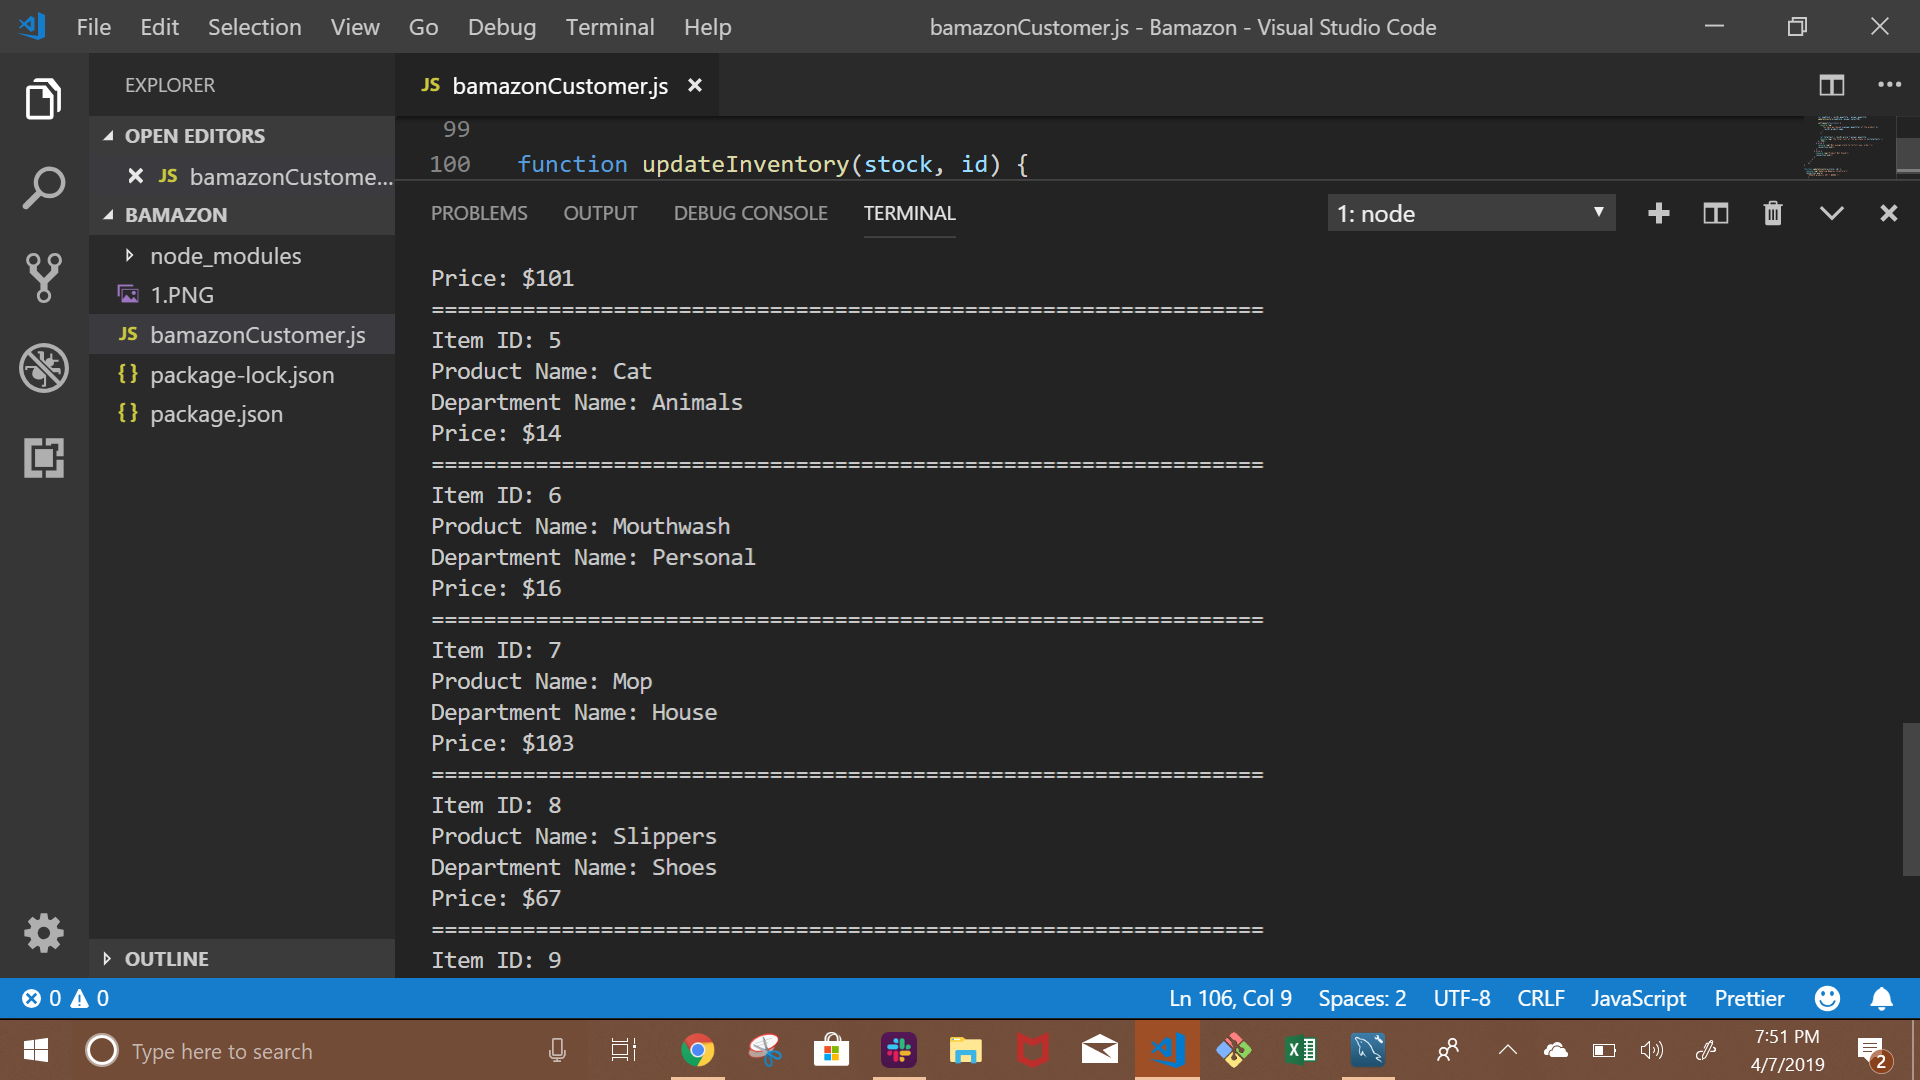 File Edit Selection View Go Debug Terminal Help
bamazonCustomer.js - Bamazon - Visual Studio Code
EXPLORER
OPEN EDITORS
JS bamazonCustome...
BAMAZON
node_modules
1.PNG
JS bamazonCustomer.js
{} package-lock.json
{} package.json
OUTLINE
JS bamazonCustomer.js
99
100 function updateInventory(stock, id) {
PROBLEMS OUTPUT DEBUG CONSOLE TERMINAL
1: node
Price: $101
================================================================
Item ID: 5
Product Name: Cat
Department Name: Animals
Price: $14
================================================================
Item ID: 6
Product Name: Mouthwash
Department Name: Personal
Price: $16
================================================================
Item ID: 7
Product Name: Mop
Department Name: House
Price: $103
================================================================
Item ID: 8
Product Name: Slippers
Department Name: Shoes
Price: $67
================================================================
Item ID: 9
0 0
Ln 106, Col 9 Spaces: 2 UTF-8 CRLF JavaScript Prettier
Type here to search
7:51 PM
4/7/2019
2